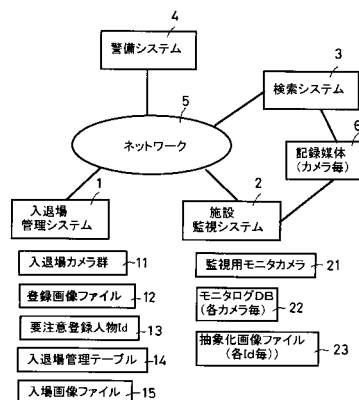 4
警備システム
3
検索システム
5
ネットワーク
6
記録媒体
(カメラ毎)
1
入退場
管理システム
2
施設
監視システム
入退場カメラ群
11
登録画像ファイル
12
要注意登録人物Id
13
入退場管理テーブル
14
入場画像ファイル
15
監視用モニタカメラ
21
モニタログDB
(各カメラ毎)
22
抽象化画像ファイル
(各Id毎))
23